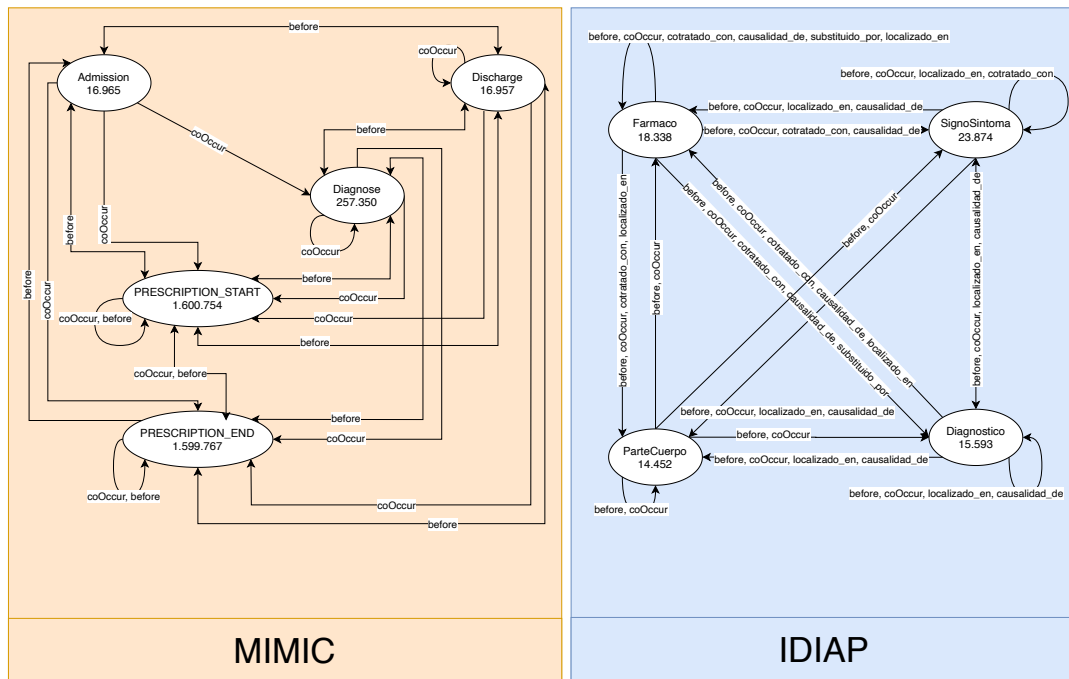 before
coOccur
Admission
16.965
Discharge
16.957
coOccur
before
Diagnose
257.350
coOccur
before
coOccur
before
before
coOccur
PRESCRIPTION_START
1.600.754
coOccur
coOccur, before
coOccur
before
coOccur, before
before
PRESCRIPTION_END
1.599.767
coOccur
coOccur, before
coOccur
before
MIMIC
before, coOccur, cotratado_con, causalidad_de, substituido_por, localizado_en
before, coOccur, localizado_en, cotratado_con
before, coOccur, localizado_en, causalidad_de
Farmaco
18.338
before, coOccur, cotratado_con, causalidad_de
SignoSintoma
23.874
before, coOccur, cotratado_con, localizado_en
before, coOccur
before, coOccur, cotratado_con, causalidad_de, substituido_por
before, coOccur, cotratado_con, causalidad_de, localizado_en
before, coOccur
before, coOccur, localizado_en, causalidad_de
before, coOccur, localizado_en, causalidad_de
Diagnostico
15.593
before, coOccur
ParteCuerpo
14.452
before, coOccur, localizado_en, causalidad_de
before, coOccur, localizado_en, causalidad_de
before, coOccur
IDIAP